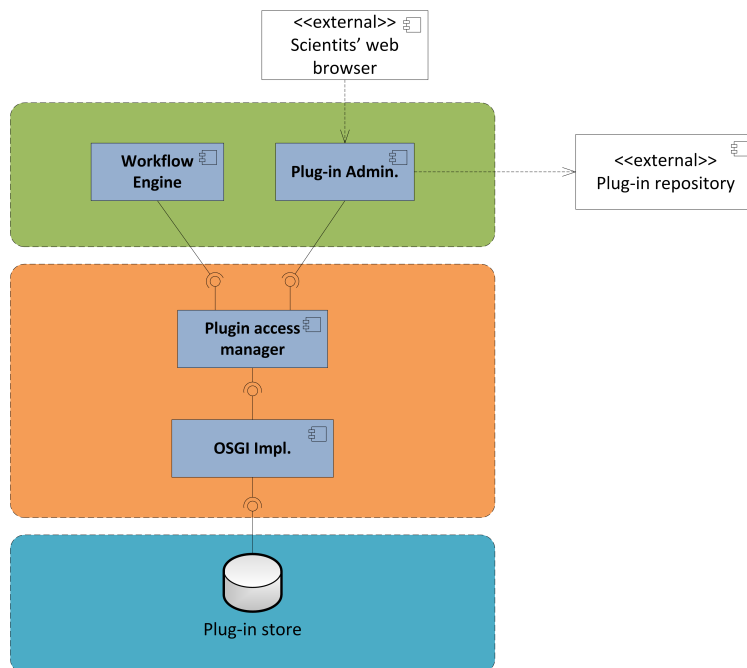 <<external>>
Scientits’ web
browser
Workflow
Engine
Plug-in Admin.
<<external>>
Plug-in repository
Plugin access
manager
OSGI Impl.
Plug-in store